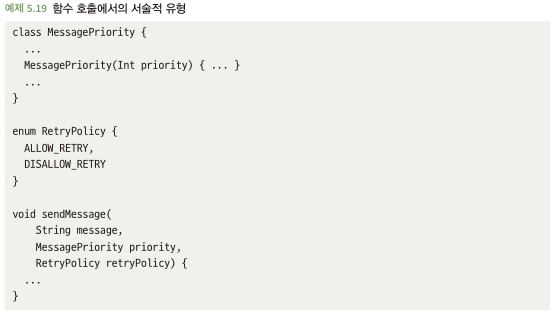 예제 5.19 함수 호출에서의 서술적 유형
class MessagePriority {
  ...
  MessagePriority(Int priority) { ... }
  ...
}

enum RetryPolicy {
  ALLOW_RETRY,
  DISALLOW_RETRY
}

void sendMessage(
    String message,
    MessagePriority priority,
    RetryPolicy retryPolicy) {
  ...
}